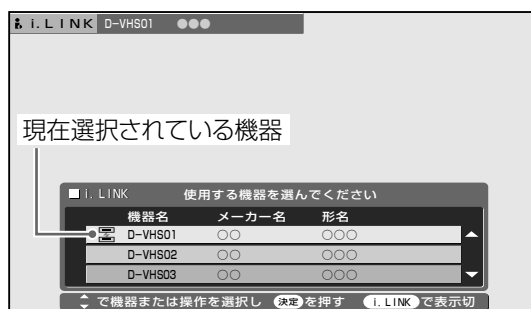 i.LINK D-VHS01 ●●●
現在選択されている機器
■i.LINK 使用する機器を選んでください
機器名 メーカー名 形名
D-VHS01 ○○ ○○○
D-VHS02 ○○ ○○○
D-VHS03 ○○ ○○○
で機器または操作を選択し 決定 を押す i.LINK で表示切